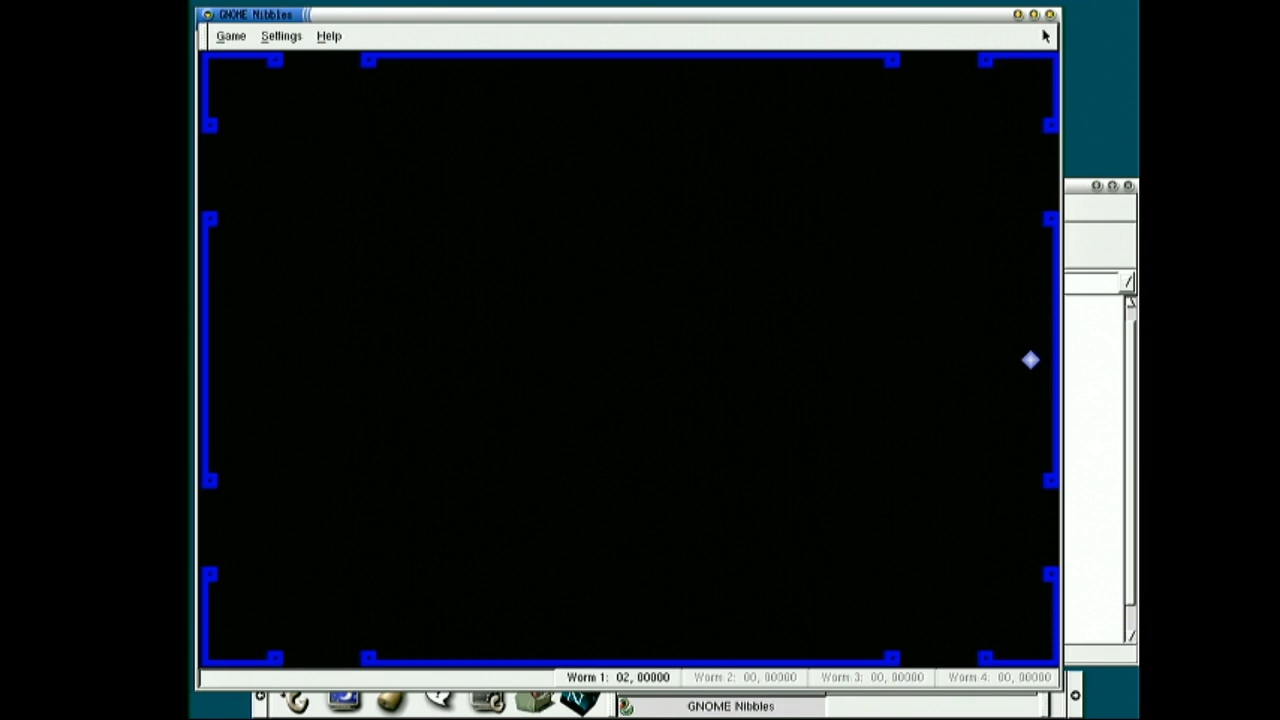 GNOME Nibbles
Game Settings Help
Worm 1: 02, 00000 Worm 2: 00, 00000 Worm 3: 00, 00000 Worm 4: 00, 00000
GNOME Nibbles